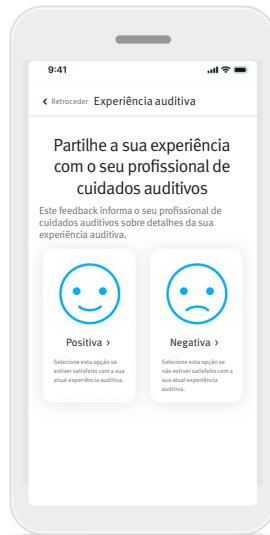 9:41
Retroceder Experiência auditiva
Partilhe a sua experiência
com o seu profissional de
cuidados auditivos
Este feedback informa o seu profissional de
cuidados auditivos sobre detalhes da sua
experiência auditiva.
Positiva ›
Selecione esta opção se
estiver satisfeito com a sua
atual experiência auditiva.
Negativa ›
Selecione esta opção se
não estiver satisfeito com a
sua atual experiência
auditiva.